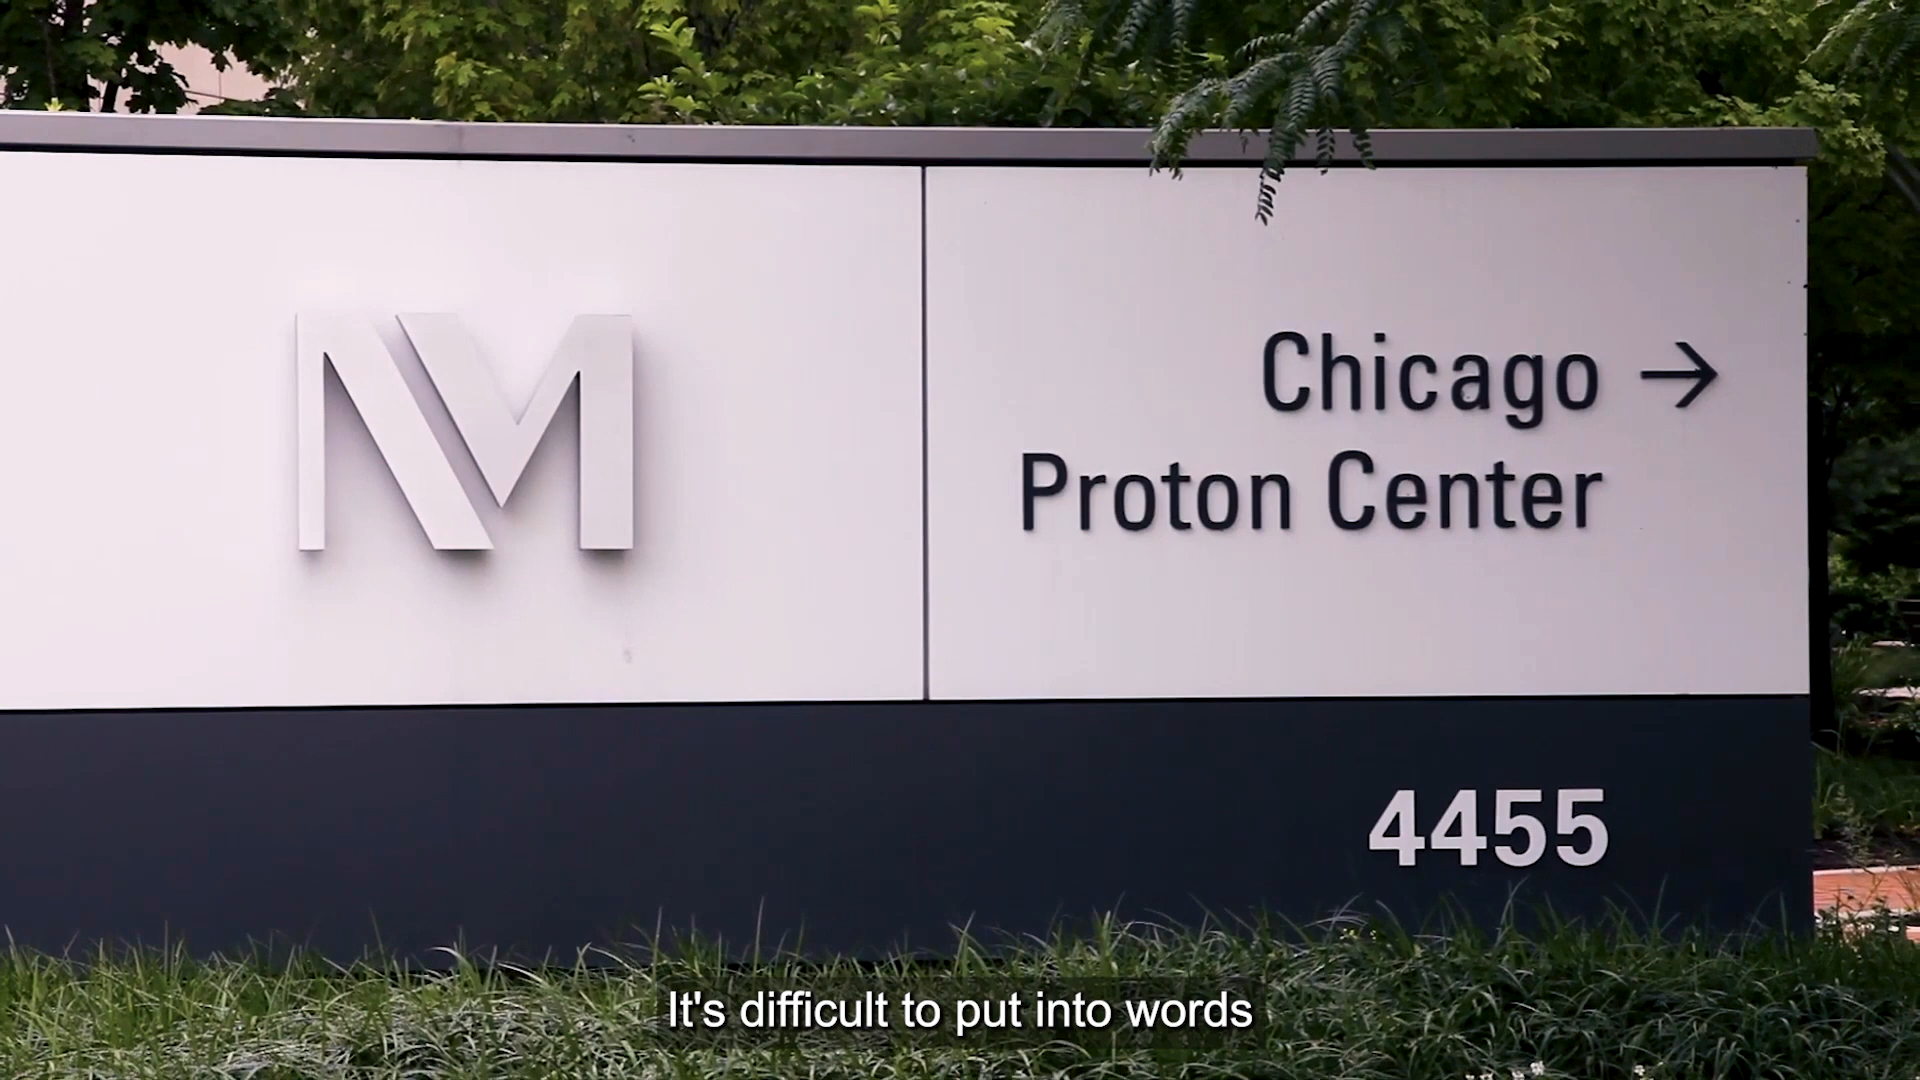 NM
Chicago →
Proton Center
4455
It's difficult to put into words